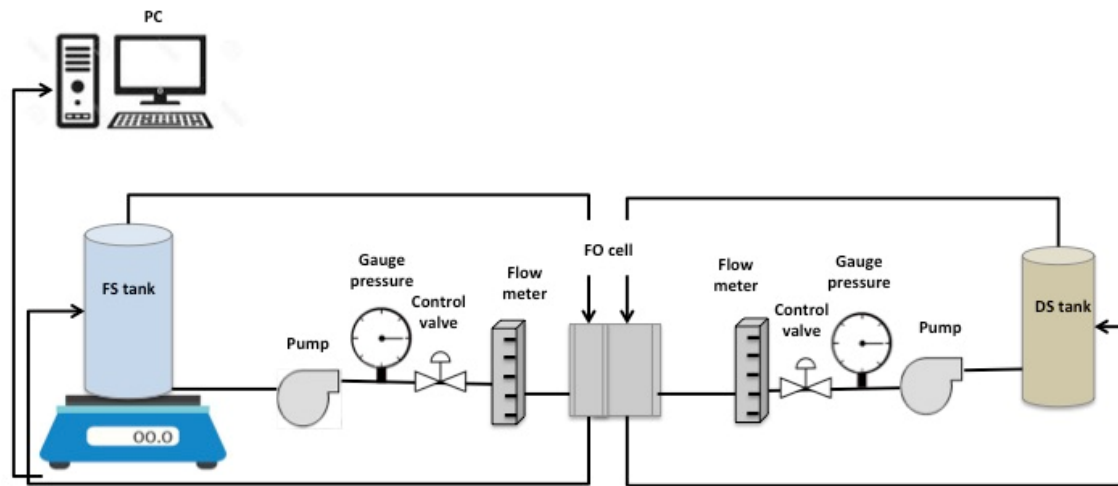 PC
FS tank
Pump
Gauge
pressure
Control
valve
Flow
meter
FO cell
Flow
meter
Control
valve
Gauge
pressure
Pump
DS tank
00.0